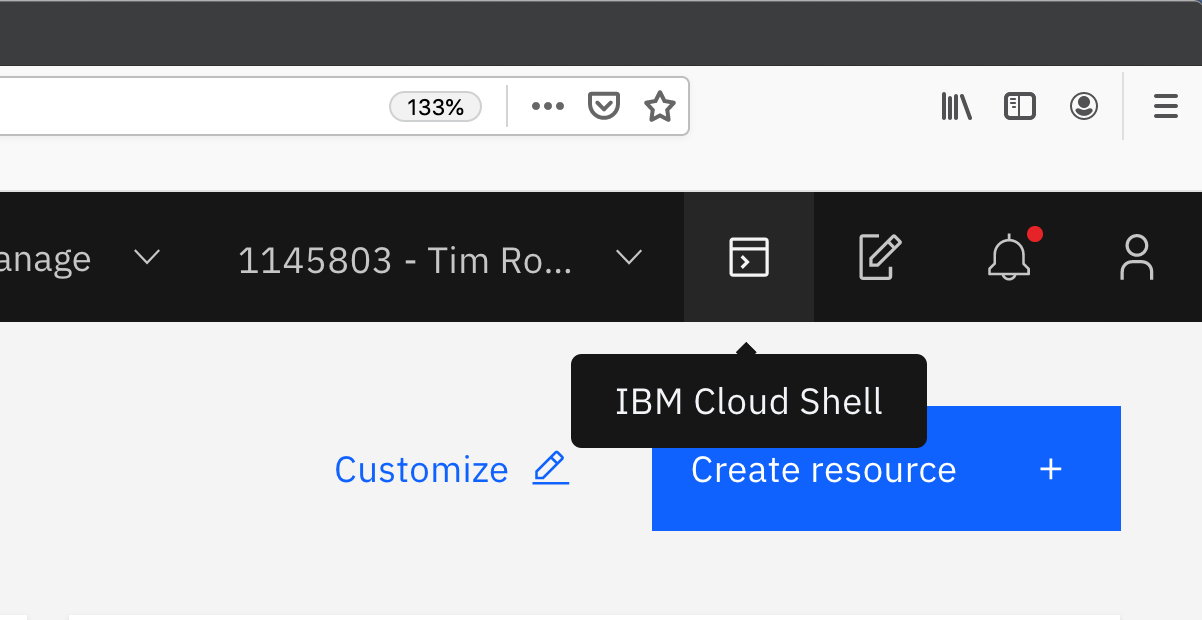 133%
anage
1145803 - Tim Ro...
IBM Cloud Shell
Customize
Create resource +